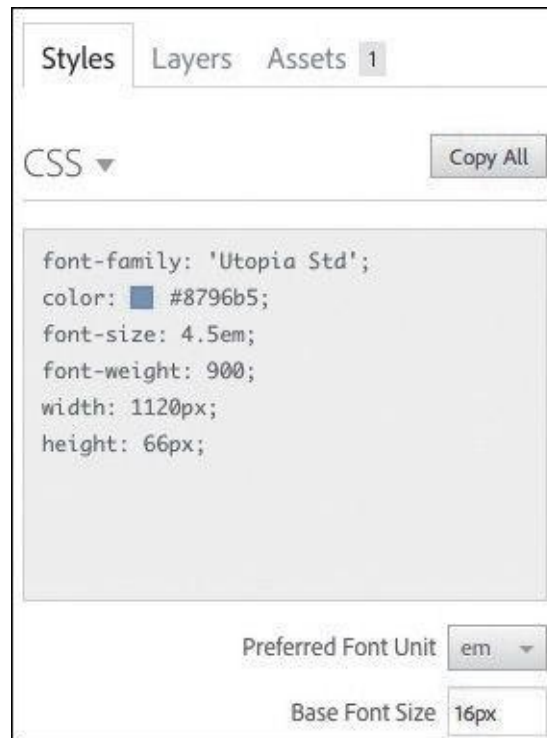 Styles Layers Assets 1
CSS Copy All
font-family: 'Utopia Std';
color: #8796b5;
font-size: 4.5em;
font-weight: 900;
width: 1120px;
height: 66px;
Preferred Font Unit em
Base Font Size 16px